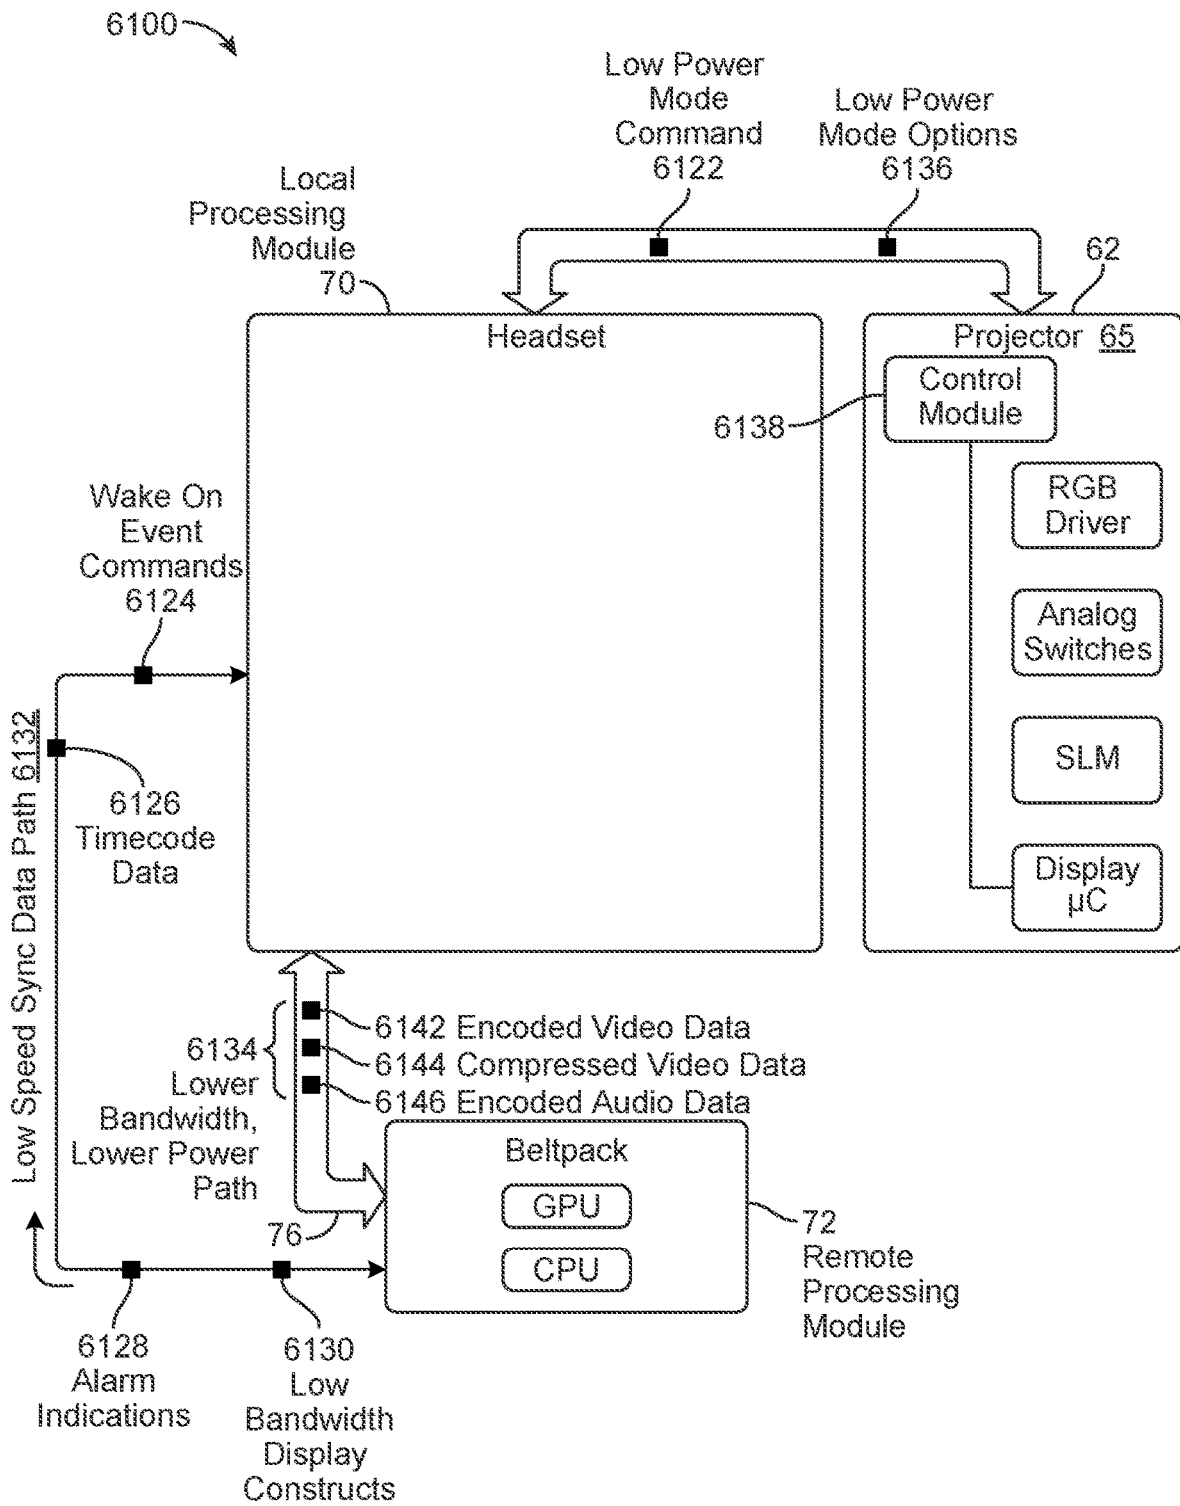 6100
Low Power
Mode
Command
6122
Low Power
Mode Options
6136
Local
Processing
Module
70
62
Headset
Projector 65
Control
Module
6138
RGB
Driver
Analog
Switches
SLM
Display
µC
Wake On
Event
Commands
6124
6126
Timecode
Data
Low Speed Sync Data Path 6132
6134
Lower
Bandwidth,
Lower Power
Path
6142 Encoded Video Data
6144 Compressed Video Data
6146 Encoded Audio Data
76
Beltpack
GPU
CPU
72
Remote
Processing
Module
6128
Alarm
Indications
6130
Low
Bandwidth
Display
Constructs